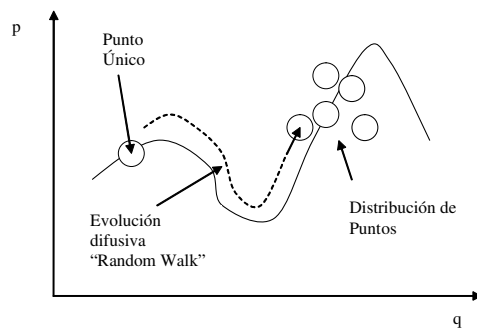 p
Punto
Único
Evolución
difusiva
“Random Walk”
Distribución de
Puntos
q